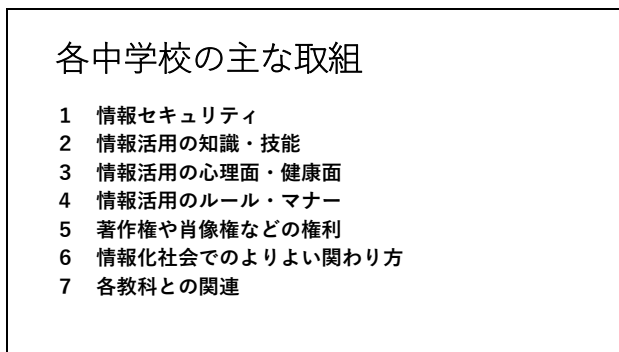 各中学校の主な取組
1 情報セキュリティ
2 情報活用の知識・技能
3 情報活用の心理面・健康面
4 情報活用のルール・マナー
5 著作権や肖像権などの権利
6 情報化社会でのよりよい関わり方
7 各教科との関連